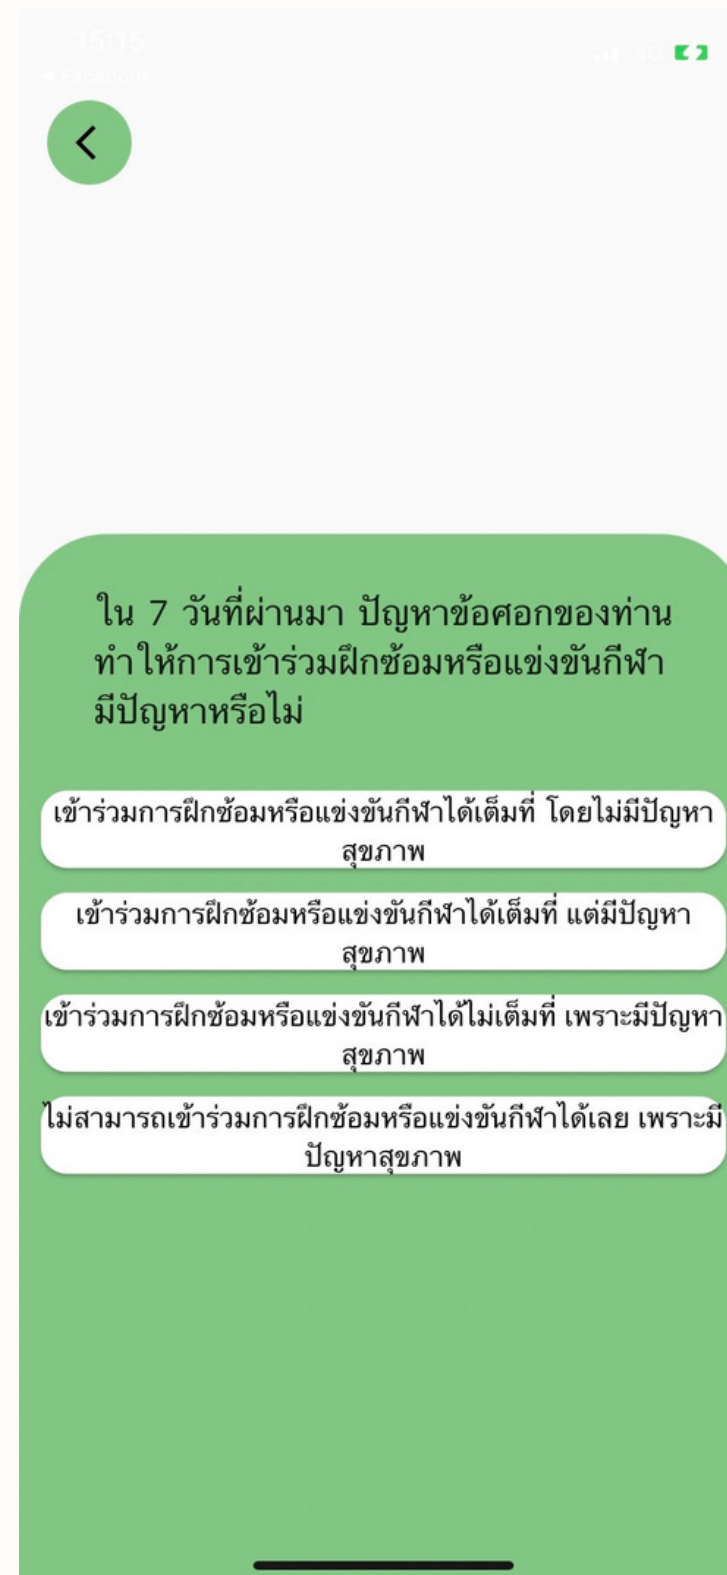 15:15
4G
◀ Facebook
ใน 7 วันที่ผ่านมา ปัญหาข้อศอกของท่าน
ทำให้การเข้าร่วมฝึกซ้อมหรือแข่งขันกีฬา
มีปัญหาหรือไม่
เข้าร่วมการฝึกซ้อมหรือแข่งขันกีฬาได้เต็มที่ โดยไม่มีปัญหา
สุขภาพ
เข้าร่วมการฝึกซ้อมหรือแข่งขันกีฬาได้เต็มที่ แต่มีปัญหา
สุขภาพ
เข้าร่วมการฝึกซ้อมหรือแข่งขันกีฬาได้ไม่เต็มที่ เพราะมีปัญหา
สุขภาพ
ไม่สามารถเข้าร่วมการฝึกซ้อมหรือแข่งขันกีฬาได้เลย เพราะมี
ปัญหาสุขภาพ